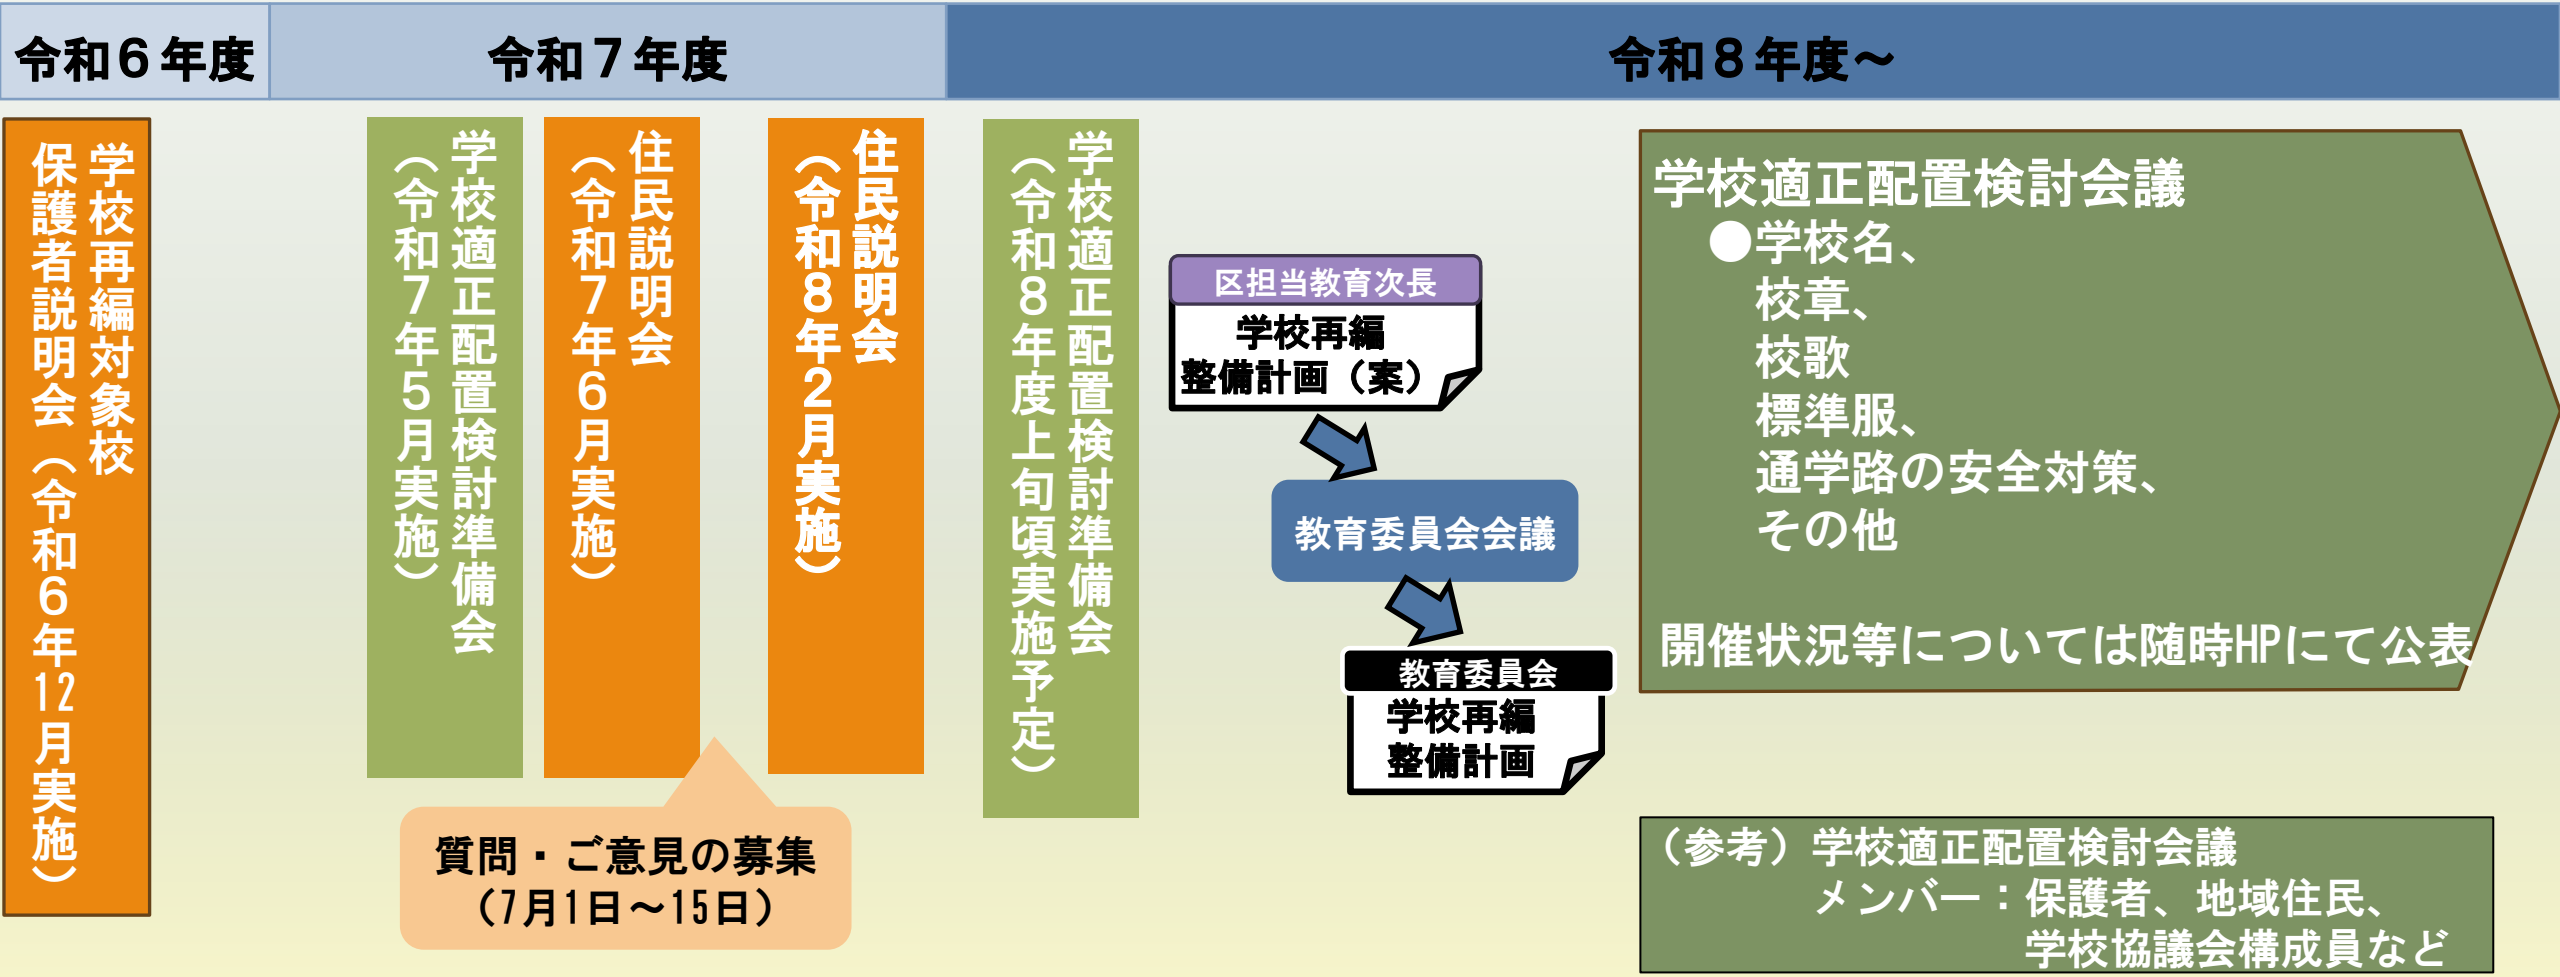 令和６年度
令和７年度
令和８年度～
学校再編対象校
保護者説明会（令和６年12月実施）
学校適正配置検討準備会
（令和７年５月実施）
住民説明会
（令和７年６月実施）
住民説明会
（令和８年２月実施）
学校適正配置検討準備会
（令和８年度上旬頃実施予定）
質問・ご意見の募集
（7月1日～15日）
区担当教育次長
学校再編
整備計画（案）
教育委員会会議
教育委員会
学校再編
整備計画
学校適正配置検討会議
●学校名、
校章、
校歌
標準服、
通学路の安全対策、
その他
開催状況等については随時HPにて公表
（参考）学校適正配置検討会議
メンバー：保護者、地域住民、
学校協議会構成員など